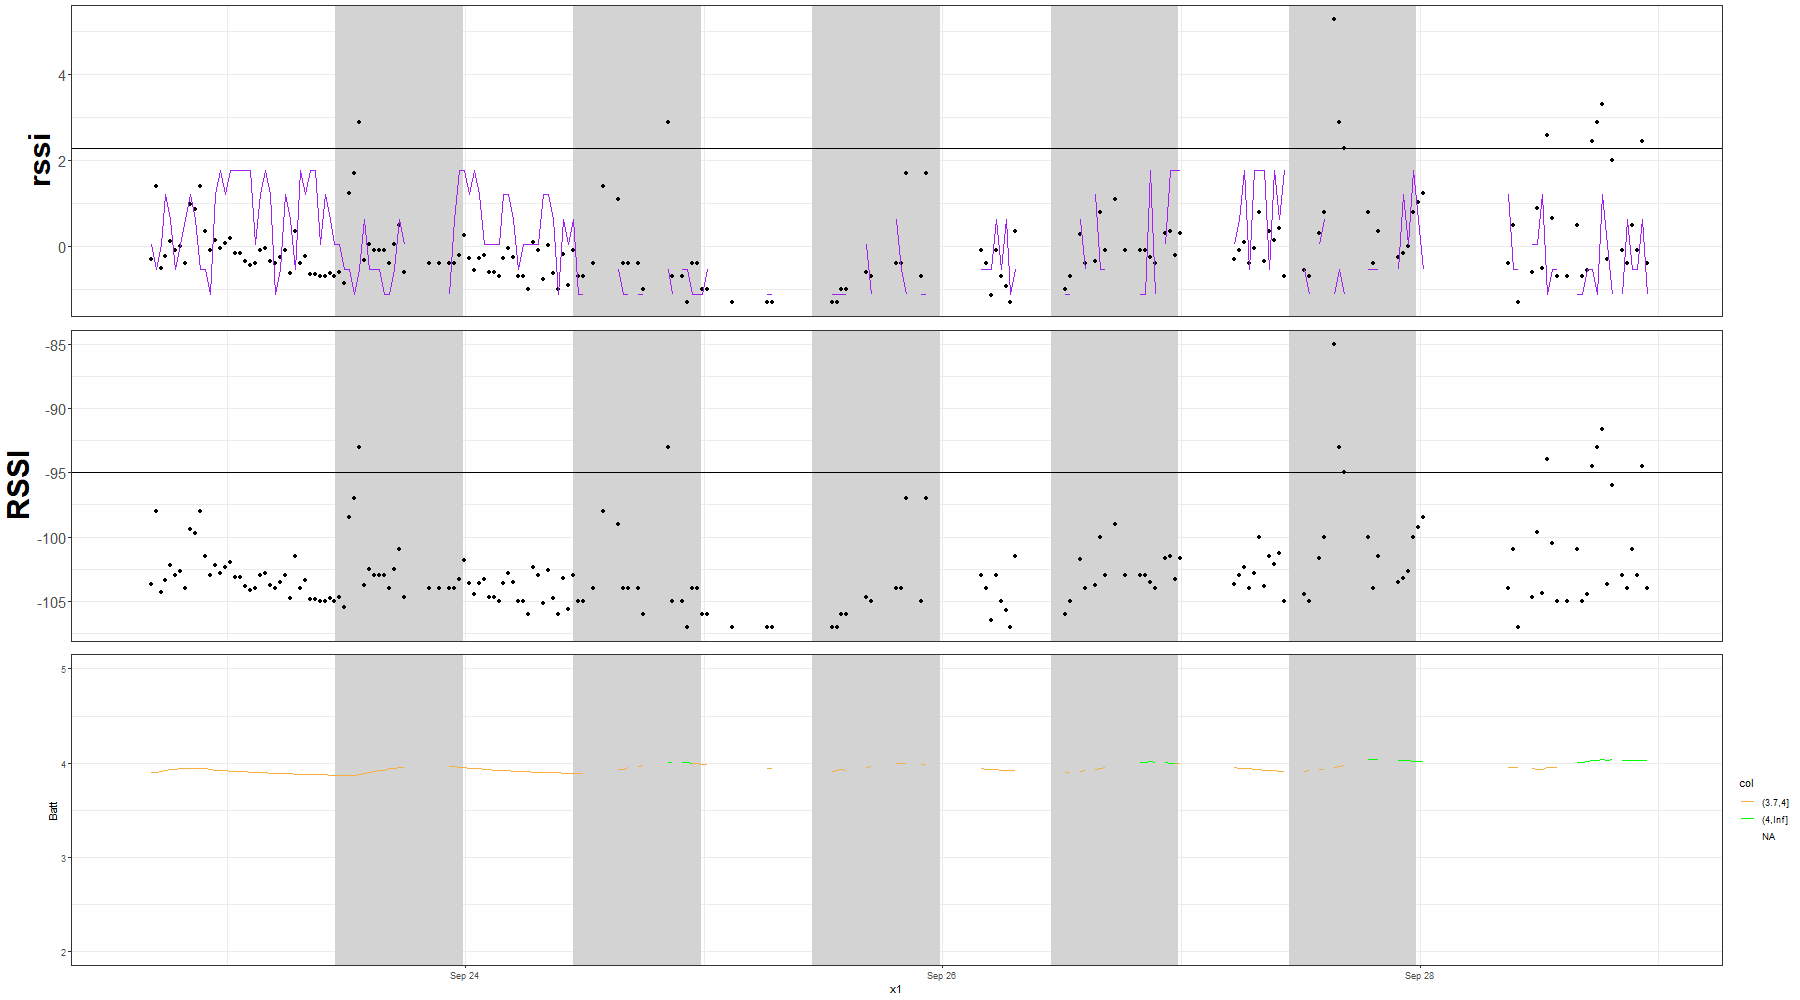 rssi
4
2
0
RSSI
-85
-90
-95
-100
-105
Batt
5
4
3
2
Sep 24
Sep 26
Sep 28
x1
col
(3.7,4]
(4,Inf]
NA